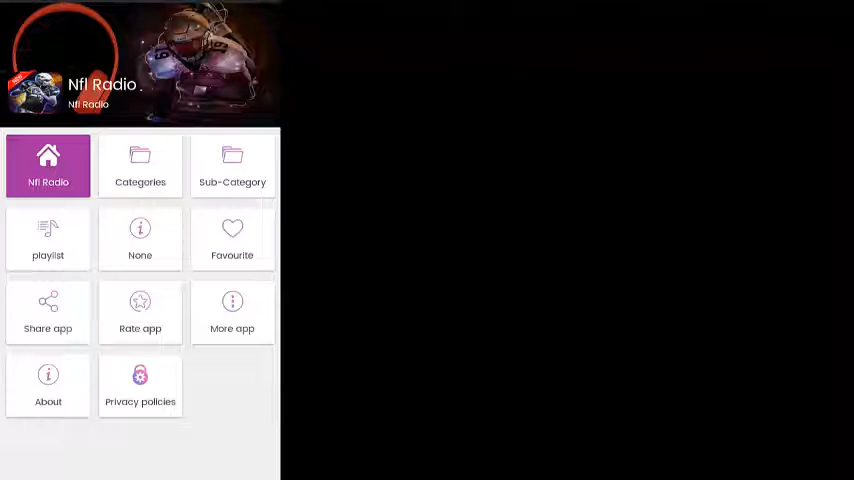 Nfl Radio
Nfl Radio
Nfl Radio
Categories
Sub-Category
playlist
None
Favourite
Share app
Rate app
More app
About
Privacy policies